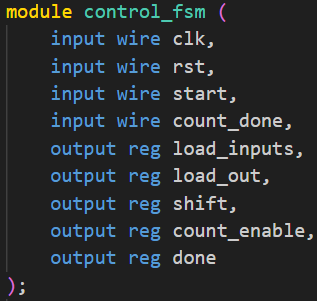 module control_fsm (
    input wire clk,
    input wire rst,
    input wire start,
    input wire count_done,
    output reg load_inputs,
    output reg load_out,
    output reg shift,
    output reg count_enable,
    output reg done
);